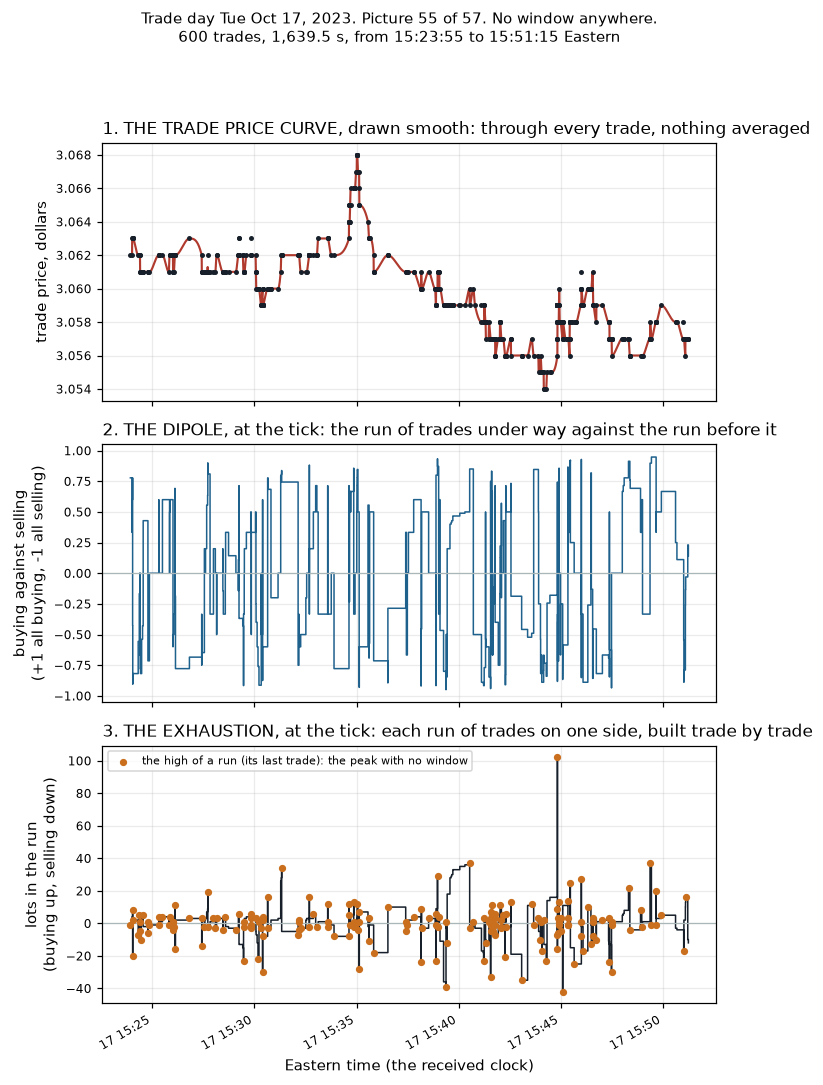 Trade day Tue Oct 17, 2023. Picture 55 of 57. No window anywhere.
600 trades, 1,639.5 s, from 15:23:55 to 15:51:15 Eastern
1. THE TRADE PRICE CURVE, drawn smooth: through every trade, nothing averaged
trade price, dollars
3.068
3.066
3.064
3.062
3.060
3.058
3.056
3.054
2. THE DIPOLE, at the tick: the run of trades under way against the run before it
buying against selling
(+1 all buying, -1 all selling)
1.00
0.75
0.50
0.25
0.00
−0.25
−0.50
−0.75
−1.00
3. THE EXHAUSTION, at the tick: each run of trades on one side, built trade by trade
the high of a run (its last trade): the peak with no window
lots in the run
(buying up, selling down)
100
80
60
40
20
0
−20
−40
17 15:25
17 15:30
17 15:35
17 15:40
17 15:45
17 15:50
Eastern time (the received clock)